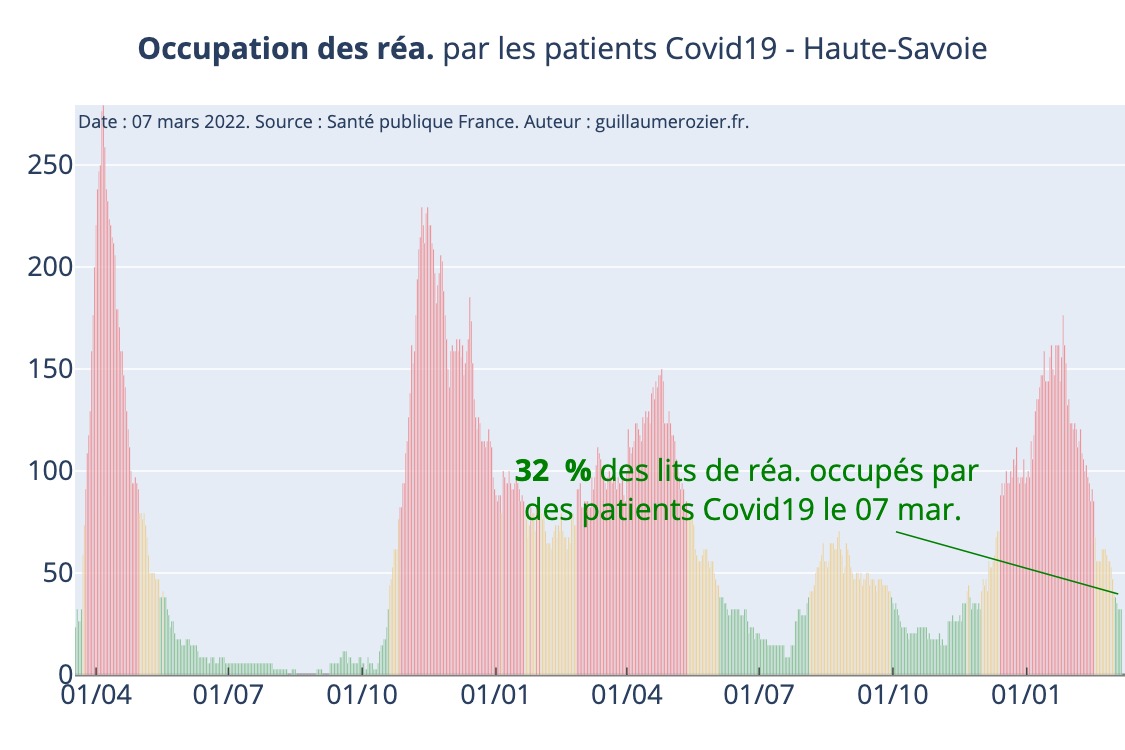 Occupation des réa. par les patients Covid19 - Haute-Savoie
Date : 07 mars 2022. Source : Santé publique France. Auteur : guillaumerozier.fr.
250
200
150
100
50
0
32  % des lits de réa. occupés par
des patients Covid19 le 07 mar.
01/04 01/07 01/10 01/01 01/04 01/07 01/10 01/01